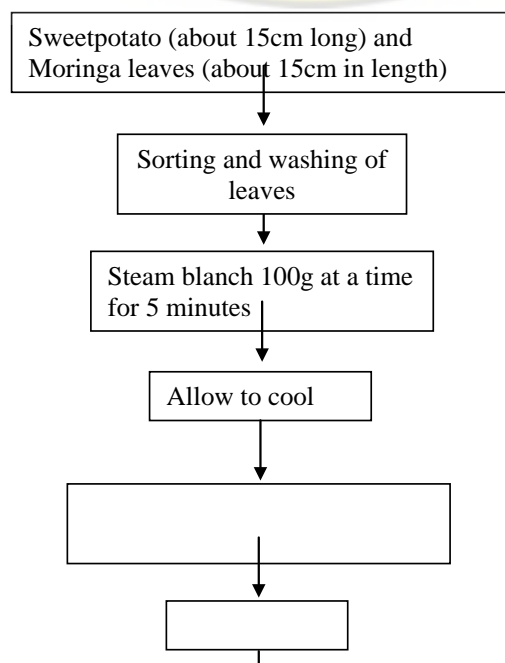 Sweetpotato (about 15cm long) and
Moringa leaves (about 15cm in length)
Sorting and washing of
leaves
Steam blanch 100g at a time
for 5 minutes
Allow to cool